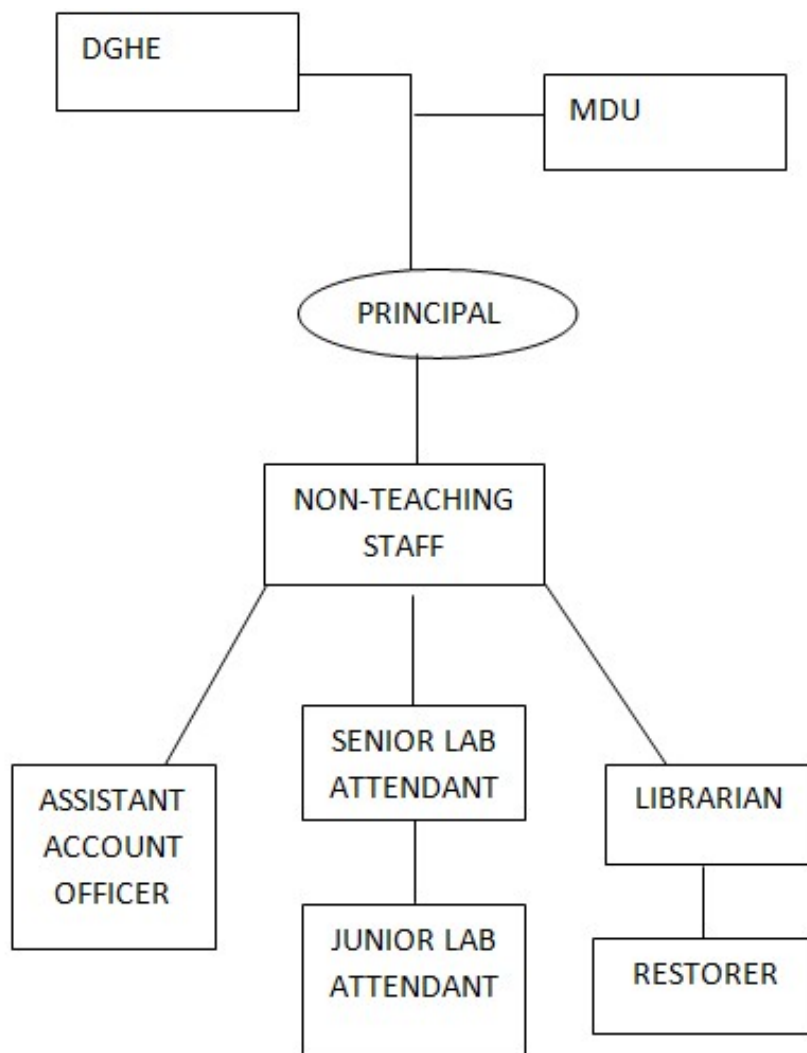 DGHE
MDU
PRINCIPAL
NON-TEACHING
STAFF
SENIOR LAB
ATTENDANT
ASSISTANT
ACCOUNT
OFFICER
LIBRARIAN
JUNIOR LAB
ATTENDANT
RESTORER